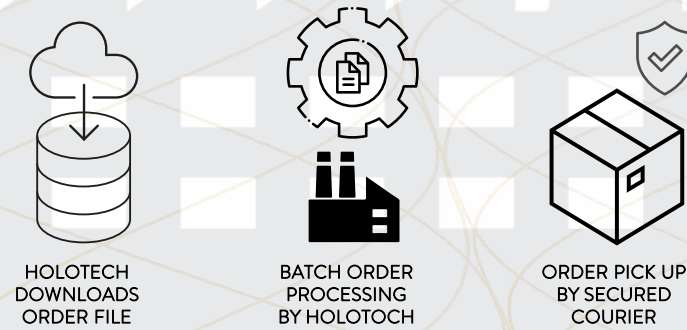 HOLOTECH
DOWNLOADS
ORDER FILE
BATCH ORDER
PROCESSING
BY HOLOTOCH
ORDER PICK UP
BY SECURED
COURIER